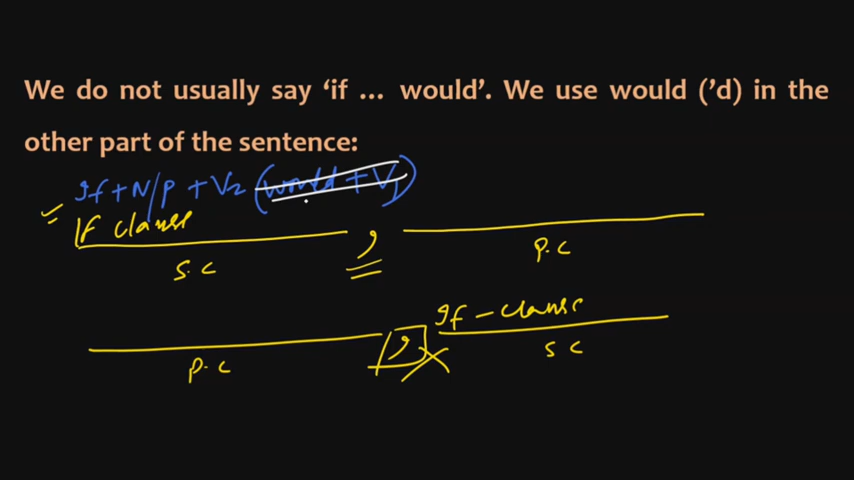 We do not usually say ‘if … would’. We use would (’d) in the
other part of the sentence:
If + N/P + V2 (would + V1)
If clause
,
S.C
P.C
If - clause
,
P.C
S C